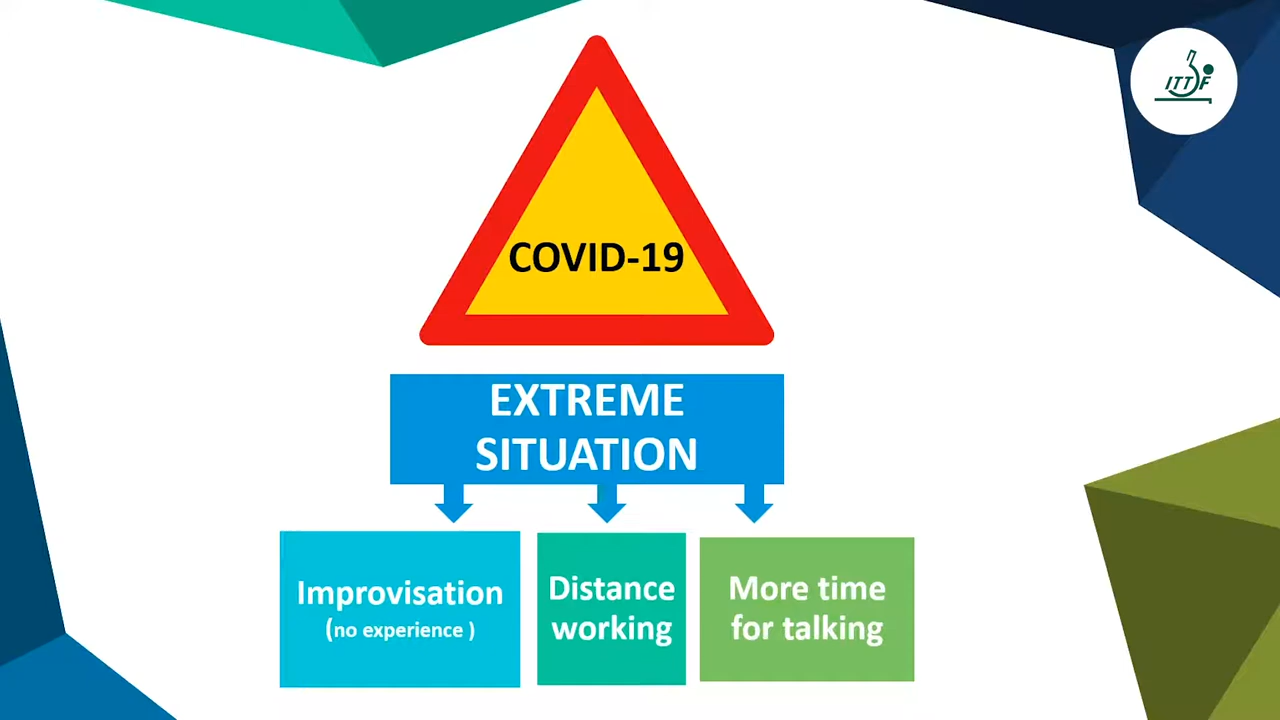 ITTF
COVID-19
EXTREME
SITUATION
Improvisation
(no experience )
Distance
working
More time
for talking